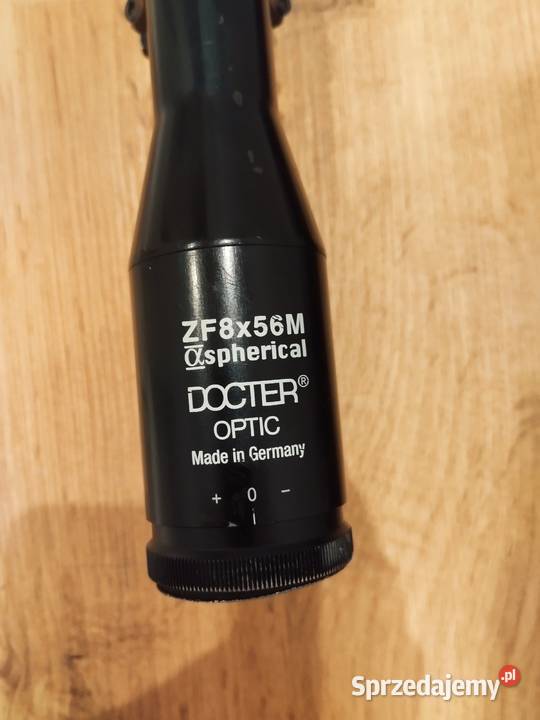 ZF8x56M
αspherical
DOCTER®
OPTIC
Made in Germany
+ 0 -
Sprzedajemy.pl